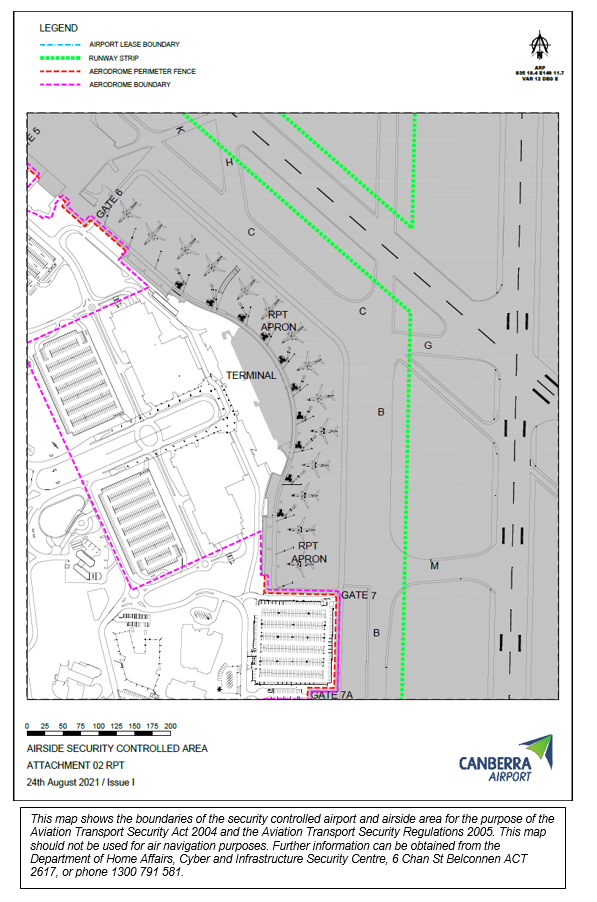 LEGEND
AIRPORT LEASE BOUNDARY
RUNWAY STRIP
AERODROME PERIMETER FENCE
AERODROME BOUNDARY
ARP
S35 18.4 E149 11.7
VAR 12 DEG E
K
H
GATE 6
C
RPT
APRON
C
G
TERMINAL
B
RPT
APRON
M
GATE 7
B
GATE 7A
0 25 50 75 100 125 150 175 200
AIRSIDE SECURITY CONTROLLED AREA
ATTACHMENT 02 RPT
24th August 2021 / Issue I
CANBERRA
AIRPORT
This map shows the boundaries of the security controlled airport and airside area for the purpose of the
Aviation Transport Security Act 2004 and the Aviation Transport Security Regulations 2005. This map
should not be used for air navigation purposes. Further information can be obtained from the
Department of Home Affairs, Cyber and Infrastructure Security Centre, 6 Chan St Belconnen ACT
2617, or phone 1300 791 581.